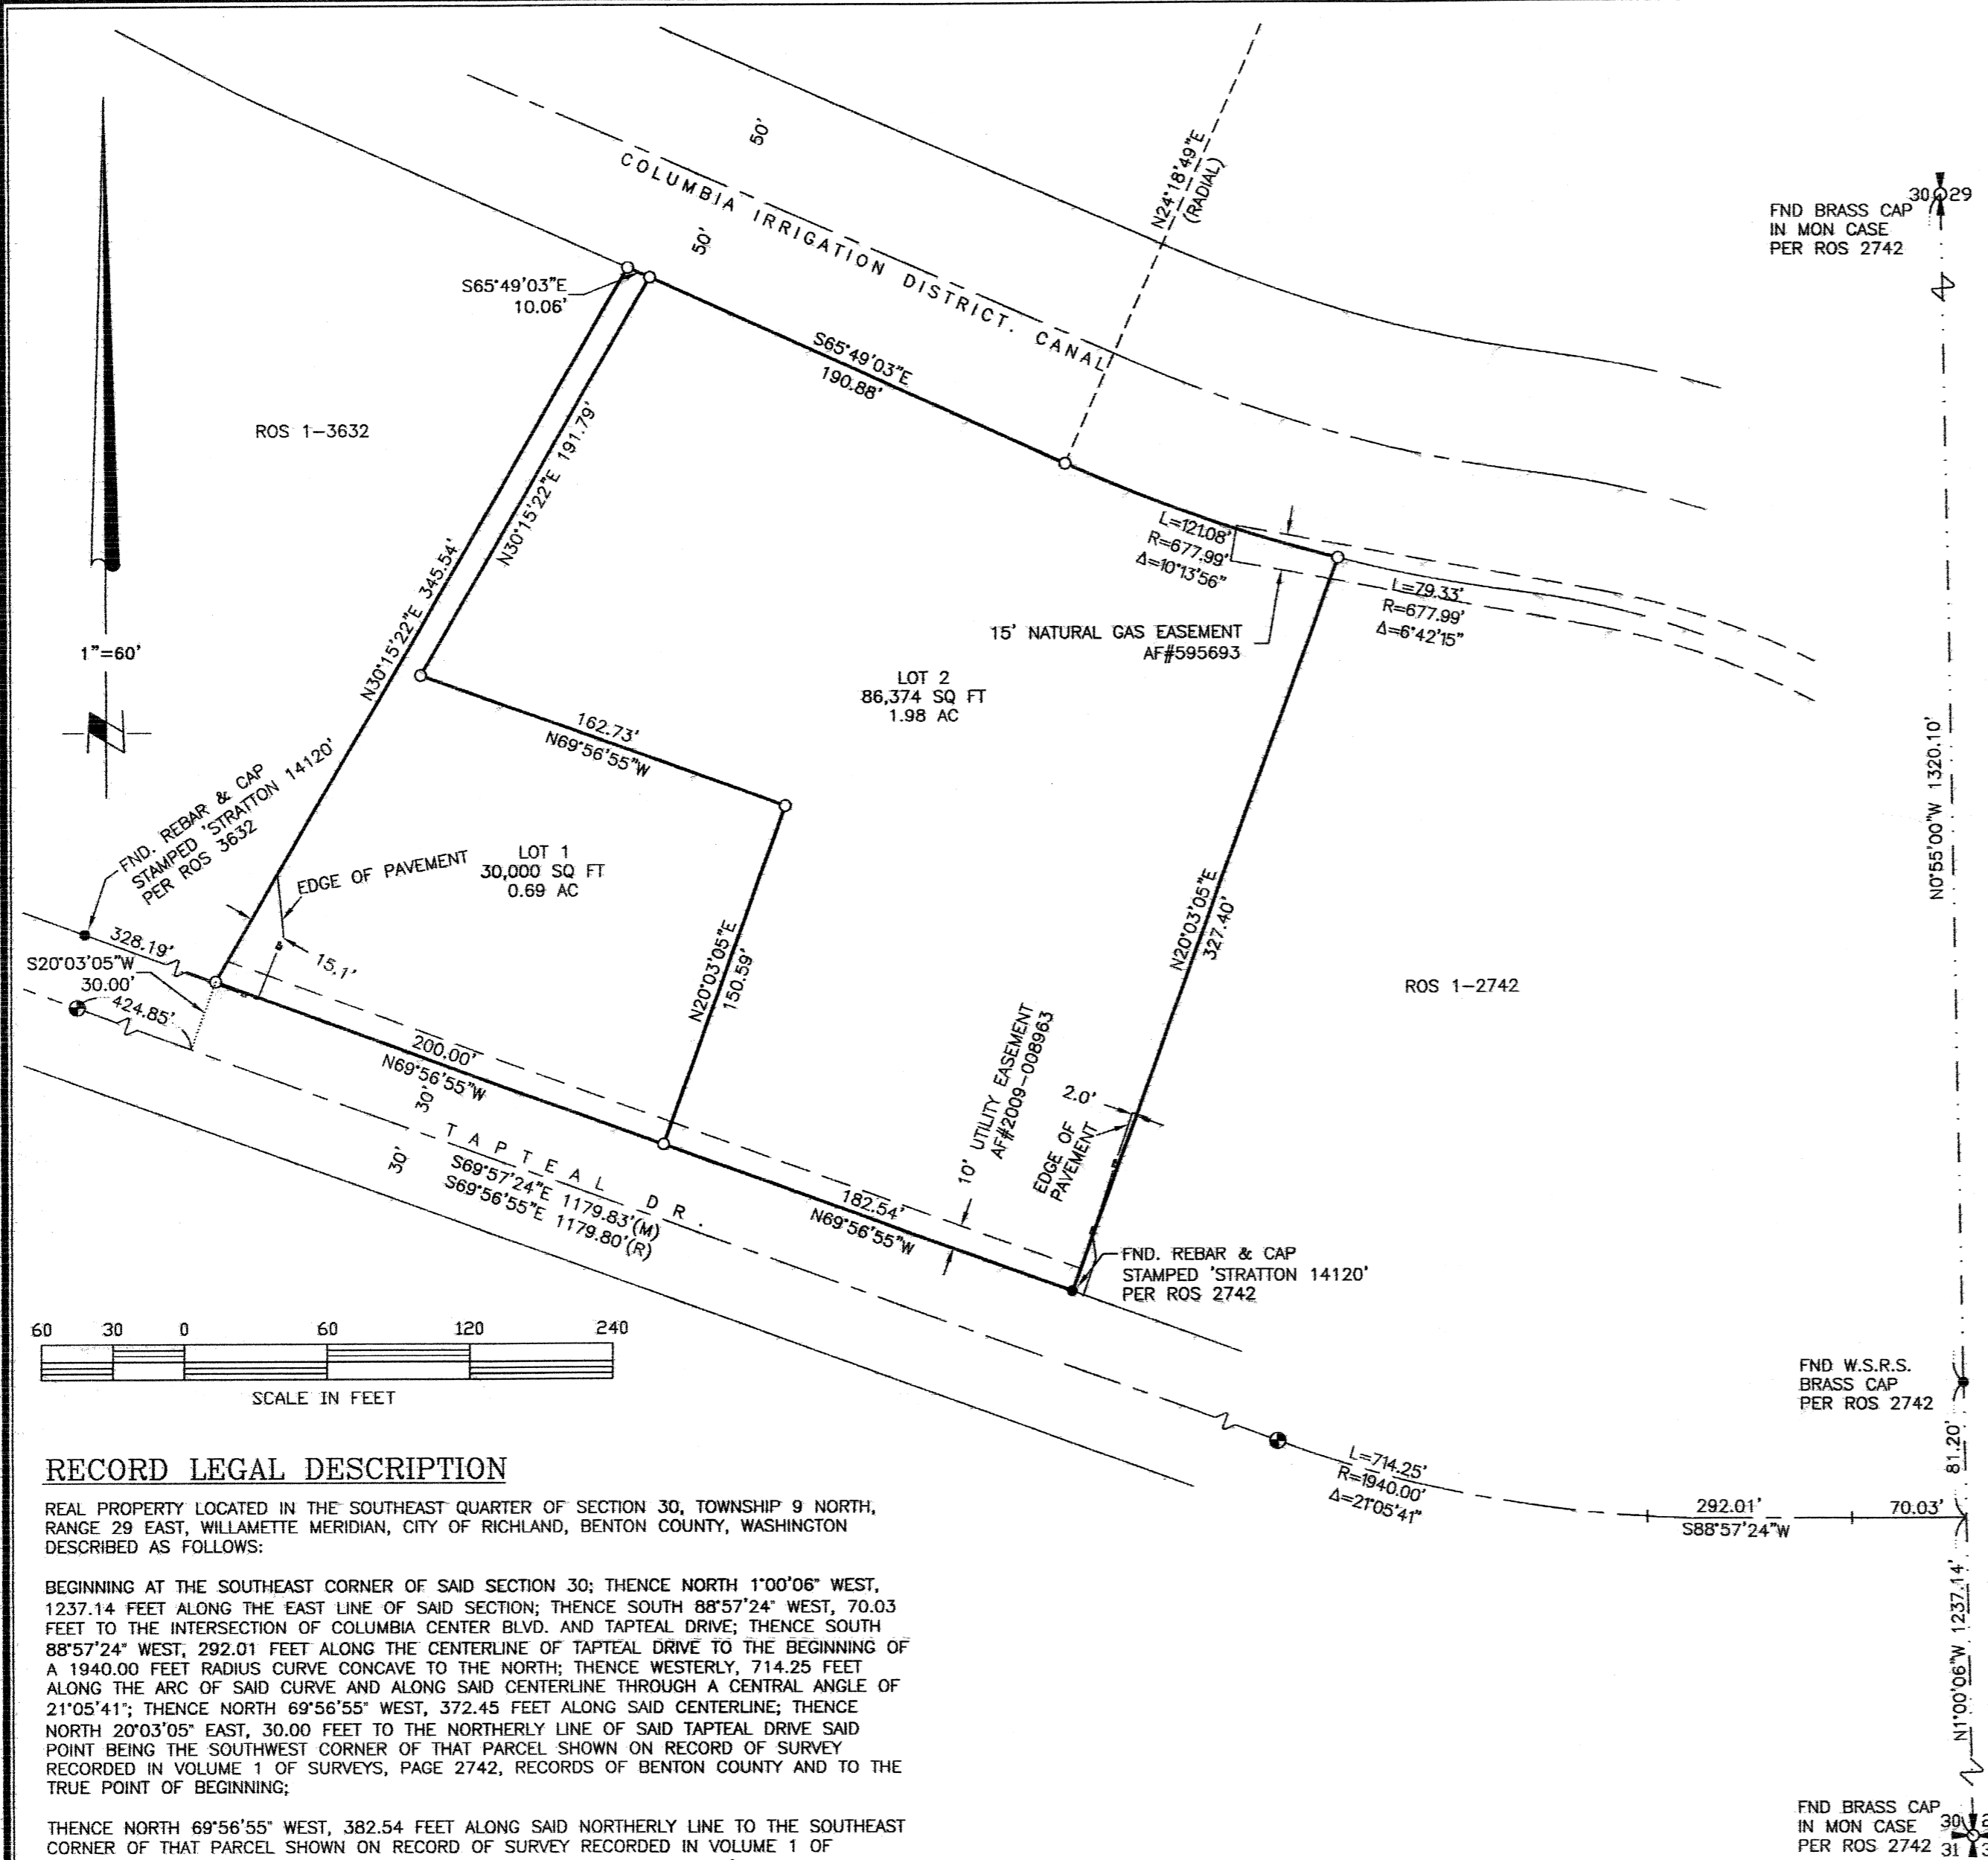 50'
COLUMBIA IRRIGATION DISTRICT. CANAL
50'
N24°18'49"E
(RADIAL)
30 29
FND BRASS CAP
IN MON CASE
PER ROS 2742
S65°49'03"E
10.06'
S65°49'03"E
190.88'
ROS 1-3632
N30°15'22"E 345.54'
N30°15'22"E 191.79'
L=121.08'
R=677.99'
Δ=10°13'56"
L=79.33'
R=677.99'
Δ=6°42'15"
15' NATURAL GAS EASEMENT
AF#595693
1"=60'
LOT 2
86,374 SQ FT
1.98 AC
162.73'
N69°56'55"W
N0°55'00"W 1320.10'
FND. REBAR & CAP
STAMPED 'STRATTON 14120'
PER ROS 3632
EDGE OF PAVEMENT
LOT 1
30,000 SQ FT
0.69 AC
328.19'
S20°03'05"W
30.00'
424.85'
15.1'
N20°03'05"E
150.59'
N20°03'05"E
327.40'
ROS 1-2742
200.00'
N69°56'55"W
30'
TAPTEAL DR.
S69°57'24"E 1179.83'(M)
S69°56'55"E 1179.80'(R)
30'
10' UTILITY EASEMENT
AF#2009-008963
2.0'
EDGE OF
PAVEMENT
182.54'
N69°56'55"W
FND. REBAR & CAP
STAMPED 'STRATTON 14120'
PER ROS 2742
60 30 0 60 120 240
SCALE IN FEET
FND W.S.R.S.
BRASS CAP
PER ROS 2742
81.20'
L=714.25'
R=1940.00'
Δ=21°05'41"
292.01'
S88°57'24"W
70.03'
N1°00'06"W 1237.14'
RECORD LEGAL DESCRIPTION
REAL PROPERTY LOCATED IN THE SOUTHEAST QUARTER OF SECTION 30, TOWNSHIP 9 NORTH,
RANGE 29 EAST, WILLAMETTE MERIDIAN, CITY OF RICHLAND, BENTON COUNTY, WASHINGTON
DESCRIBED AS FOLLOWS:
BEGINNING AT THE SOUTHEAST CORNER OF SAID SECTION 30; THENCE NORTH 1°00'06" WEST,
1237.14 FEET ALONG THE EAST LINE OF SAID SECTION; THENCE SOUTH 88°57'24" WEST, 70.03
FEET TO THE INTERSECTION OF COLUMBIA CENTER BLVD. AND TAPTEAL DRIVE; THENCE SOUTH
88°57'24" WEST, 292.01 FEET ALONG THE CENTERLINE OF TAPTEAL DRIVE TO THE BEGINNING OF
A 1940.00 FEET RADIUS CURVE CONCAVE TO THE NORTH; THENCE WESTERLY, 714.25 FEET
ALONG THE ARC OF SAID CURVE AND ALONG SAID CENTERLINE THROUGH A CENTRAL ANGLE OF
21°05'41"; THENCE NORTH 69°56'55" WEST, 372.45 FEET ALONG SAID CENTERLINE; THENCE
NORTH 20°03'05" EAST, 30.00 FEET TO THE NORTHERLY LINE OF SAID TAPTEAL DRIVE SAID
POINT BEING THE SOUTHWEST CORNER OF THAT PARCEL SHOWN ON RECORD OF SURVEY
RECORDED IN VOLUME 1 OF SURVEYS, PAGE 2742, RECORDS OF BENTON COUNTY AND TO THE
TRUE POINT OF BEGINNING;
THENCE NORTH 69°56'55" WEST, 382.54 FEET ALONG SAID NORTHERLY LINE TO THE SOUTHEAST
CORNER OF THAT PARCEL SHOWN ON RECORD OF SURVEY RECORDED IN VOLUME 1 OF
FND BRASS CAP
IN MON CASE
PER ROS 2742
30
31